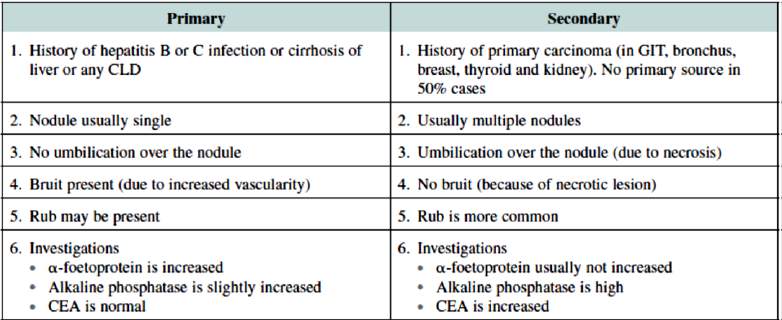 Primary
Secondary
1. History of hepatitis B or C infection or cirrhosis of
liver or any CLD
1. History of primary carcinoma (in GIT, bronchus,
breast, thyroid and kidney). No primary source in
50% cases
2. Nodule usually single
2. Usually multiple nodules
3. No umbilication over the nodule
3. Umbilication over the nodule (due to necrosis)
4. Bruit present (due to increased vascularity)
4. No bruit (because of necrotic lesion)
5. Rub may be present
5. Rub is more common
6. Investigations
• α-foetoprotein is increased
• Alkaline phosphatase is slightly increased
• CEA is normal
6. Investigations
• α-foetoprotein usually not increased
• Alkaline phosphatase is high
• CEA is increased